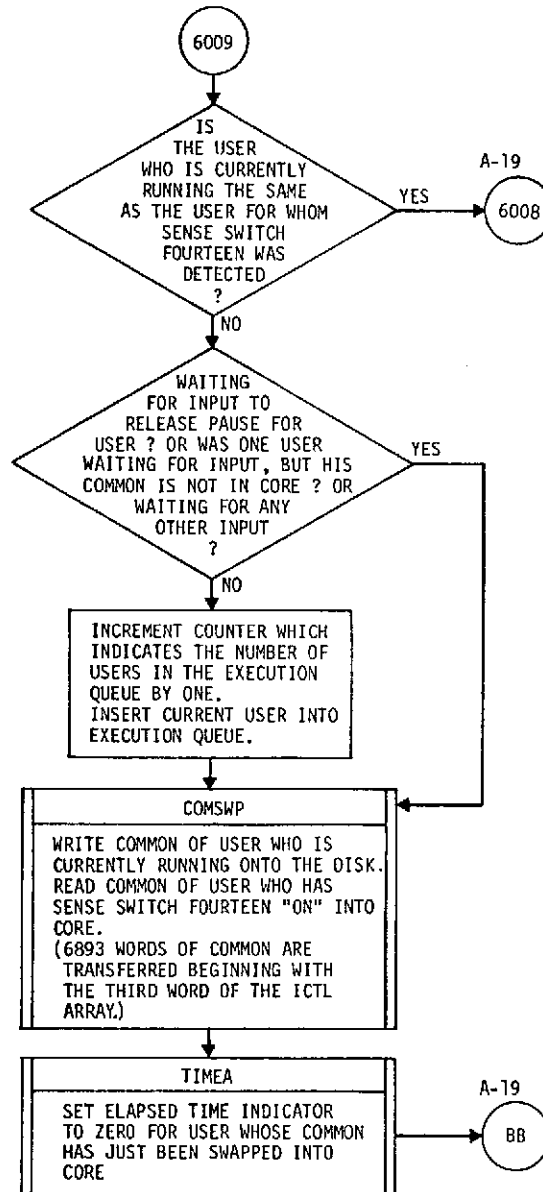 6009
IS
THE USER
WHO IS CURRENTLY
RUNNING THE SAME
AS THE USER FOR WHOM
SENSE SWITCH
FOURTEEN WAS
DETECTED
?
YES
A-19
6008
NO
WAITING
FOR INPUT TO
RELEASE PAUSE FOR
USER ? OR WAS ONE USER
WAITING FOR INPUT, BUT HIS
COMMON IS NOT IN CORE ? OR
WAITING FOR ANY
OTHER INPUT
?
YES
NO
INCREMENT COUNTER WHICH
INDICATES THE NUMBER OF
USERS IN THE EXECUTION
QUEUE BY ONE.
INSERT CURRENT USER INTO
EXECUTION QUEUE.
COMSWP
WRITE COMMON OF USER WHO IS
CURRENTLY RUNNING ONTO THE DISK.
READ COMMON OF USER WHO HAS
SENSE SWITCH FOURTEEN "ON" INTO
CORE.
(6893 WORDS OF COMMON ARE
TRANSFERRED BEGINNING WITH
THE THIRD WORD OF THE ICTL
ARRAY.)
TIMEA
SET ELAPSED TIME INDICATOR
TO ZERO FOR USER WHOSE COMMON
HAS JUST BEEN SWAPPED INTO
CORE
A-19
BB